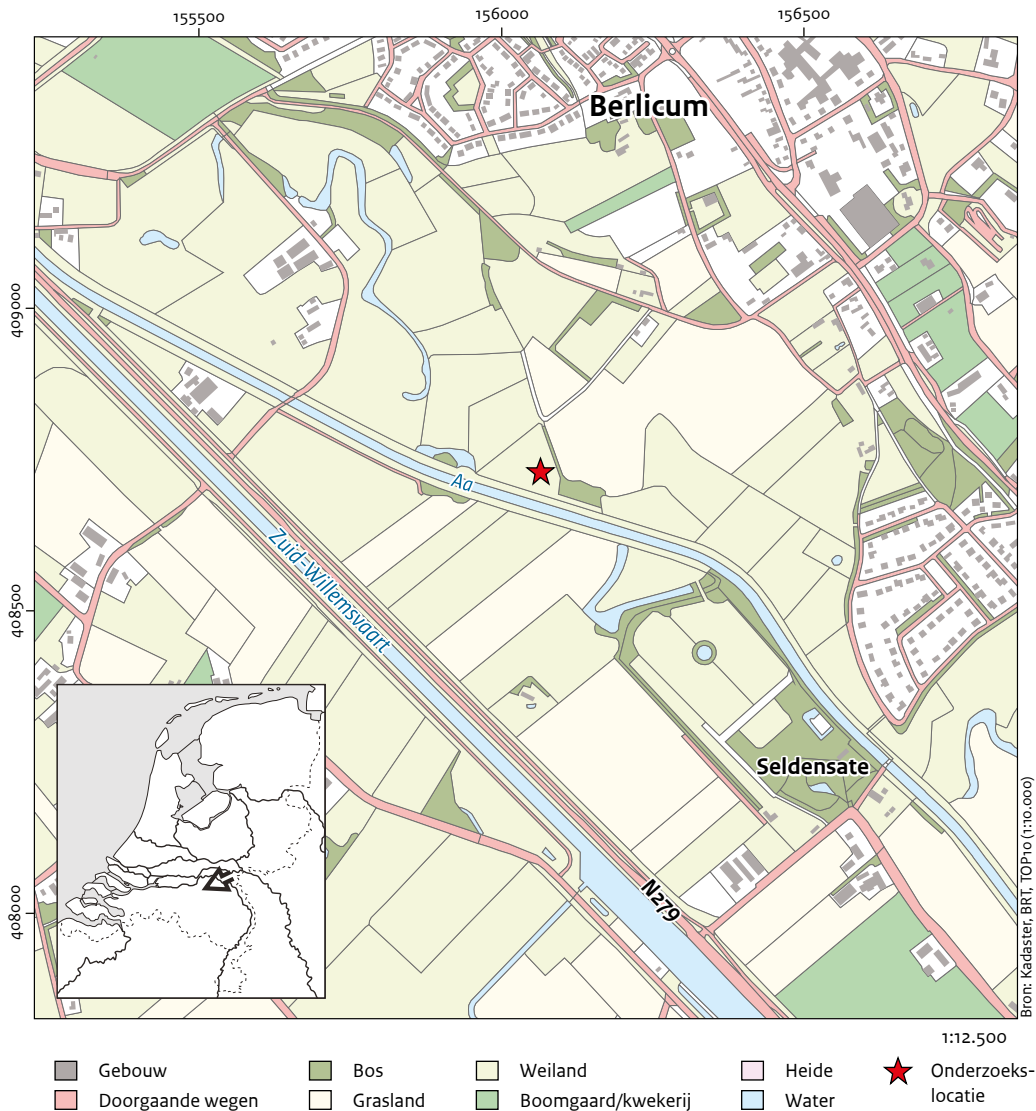 155500
156000
156500
409000
408500
408000
Berlicum
Aa
Zuid-Willemsvaart
Seldensate
N279
Bron: Kadaster, BRT, TOP10 (1:10.000)
1:12.500
Gebouw
Doorgaande wegen
Bos
Grasland
Weiland
Boomgaard/kwekerij
Heide
Water
Onderzoeks-
locatie